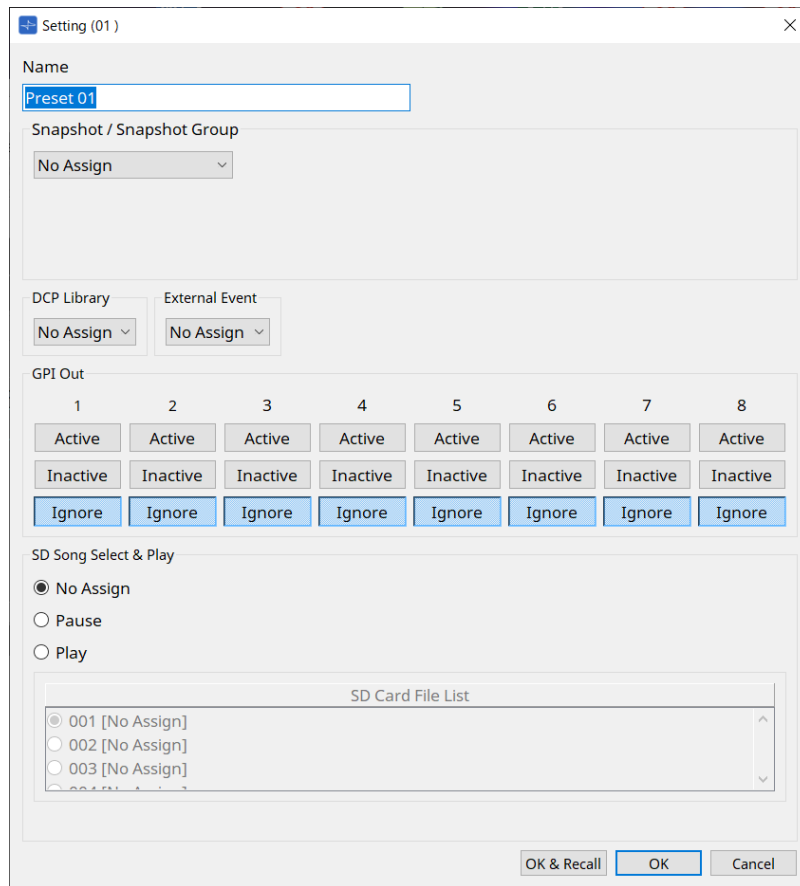 Setting (01 )
Name
Preset 01
Snapshot / Snapshot Group
No Assign
DCP Library External Event
No Assign No Assign
GPI Out
1 2 3 4 5 6 7 8
Active Active Active Active Active Active Active Active
Inactive Inactive Inactive Inactive Inactive Inactive Inactive Inactive
Ignore Ignore Ignore Ignore Ignore Ignore Ignore Ignore
SD Song Select & Play
No Assign
Pause
Play
SD Card File List
001 [No Assign]
002 [No Assign]
003 [No Assign]
OK & Recall OK Cancel